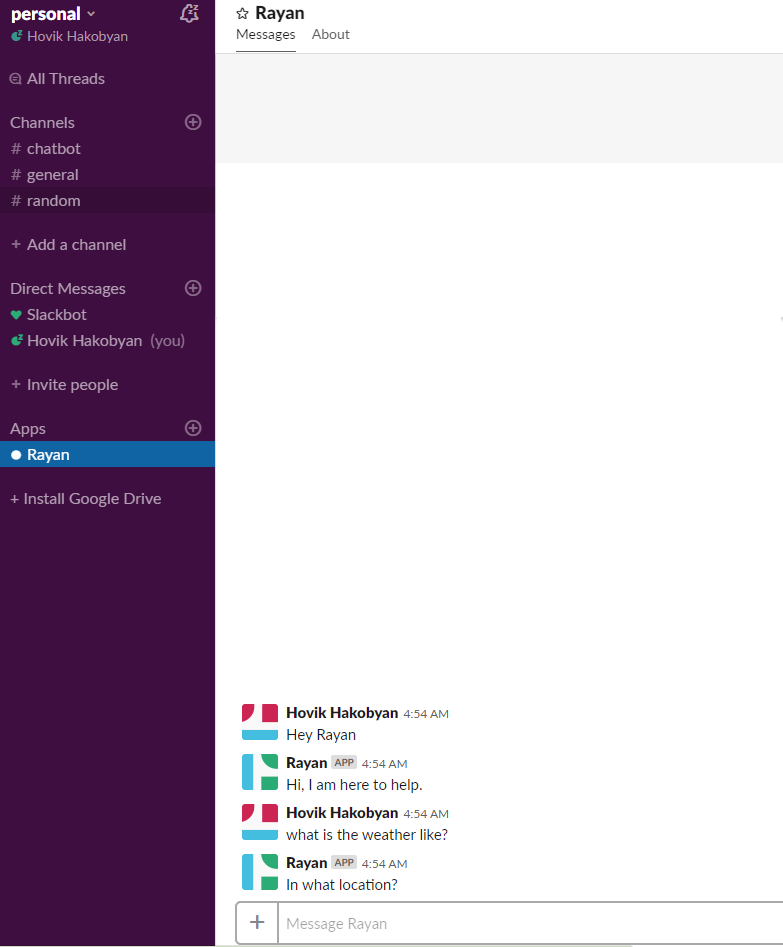 personal
Hovik Hakobyan
All Threads
Channels
# chatbot
# general
# random
+ Add a channel
Direct Messages
Slackbot
Hovik Hakobyan (you)
+ Invite people
Apps
Rayan
+ Install Google Drive
Rayan
Messages About
Hovik Hakobyan 4:54 AM
Hey Rayan
Rayan APP 4:54 AM
Hi, I am here to help.
Hovik Hakobyan 4:54 AM
what is the weather like?
Rayan APP 4:54 AM
In what location?
+ Message Rayan